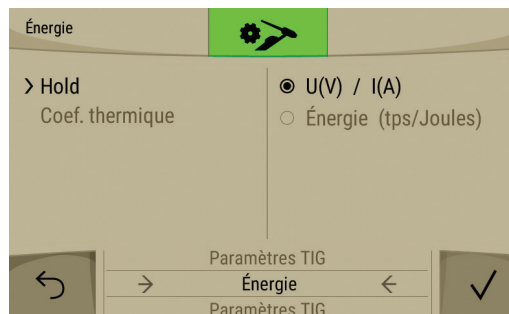 Énergie
Hold
Coef. thermique
U(V) / I(A)
Énergie (tps/Joules)
Paramètres TIG
Énergie
Paramètres TIG